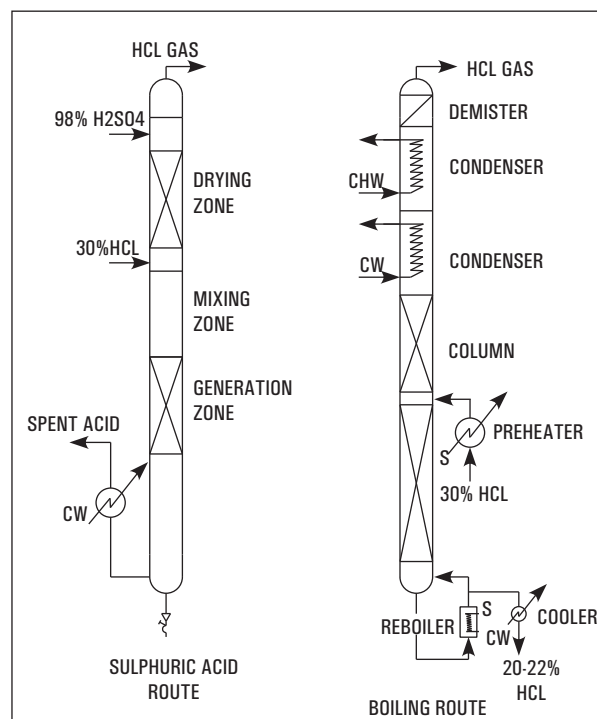 HCL GAS
98% H2SO4
DRYING
ZONE
30%HCL
MIXING
ZONE
GENERATION
ZONE
SPENT ACID
CW
SULPHURIC ACID
ROUTE
HCL GAS
DEMISTER
CONDENSER
CHW
CONDENSER
CW
COLUMN
PREHEATER
S
30% HCL
REBOILER
S
CW
COOLER
20-22%
HCL
BOILING ROUTE